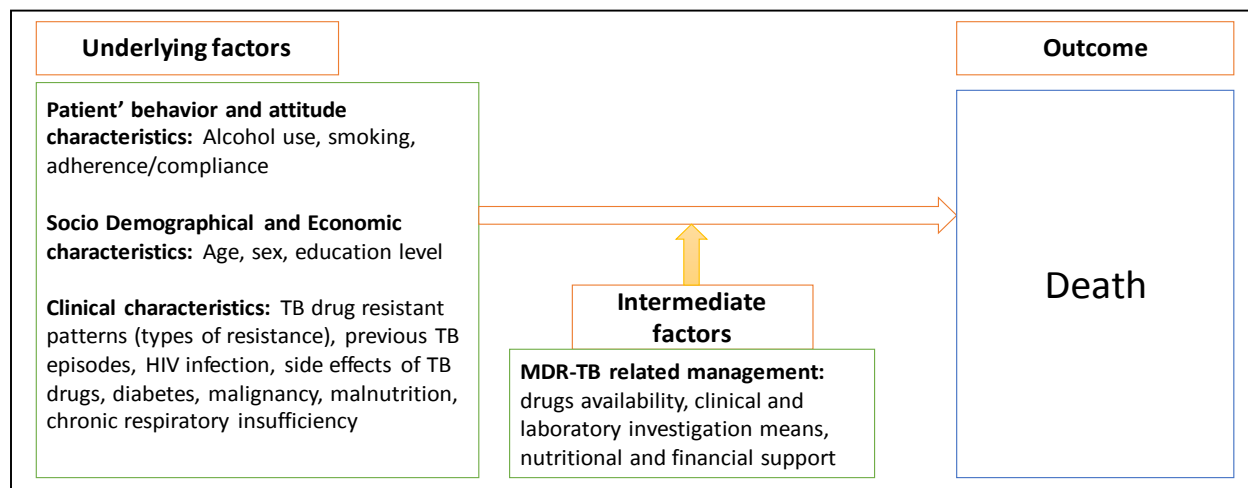 Underlying factors
Patient' behavior and attitude
characteristics: Alcohol use, smoking,
adherence/compliance
Socio Demographical and Economic
characteristics: Age, sex, education level
Clinical characteristics: TB drug resistant
patterns (types of resistance), previous TB
episodes, HIV infection, side effects of TB
drugs, diabetes, malignancy, malnutrition,
chronic respiratory insufficiency
Intermediate
factors
MDR-TB related management:
drugs availability, clinical and
laboratory investigation means,
nutritional and financial support
Outcome
Death